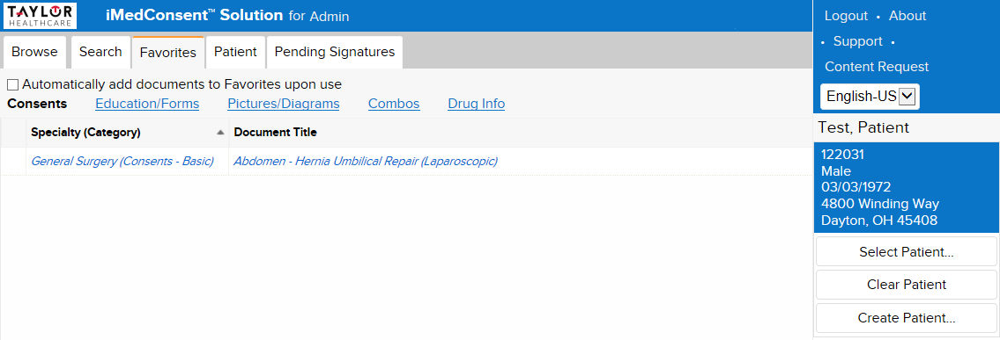 TAYLOR
HEALTHCARE
iMedConsent™ Solution for Admin
Logout • About
• Support •
Content Request
English-US
Browse Search Favorites Patient Pending Signatures
Automatically add documents to Favorites upon use
Consents Education/Forms Pictures/Diagrams Combos Drug Info
Specialty (Category) Document Title
General Surgery (Consents - Basic) Abdomen - Hernia Umbilical Repair (Laparoscopic)
Test, Patient
122031
Male
03/03/1972
4800 Winding Way
Dayton, OH 45408
Select Patient...
Clear Patient
Create Patient...